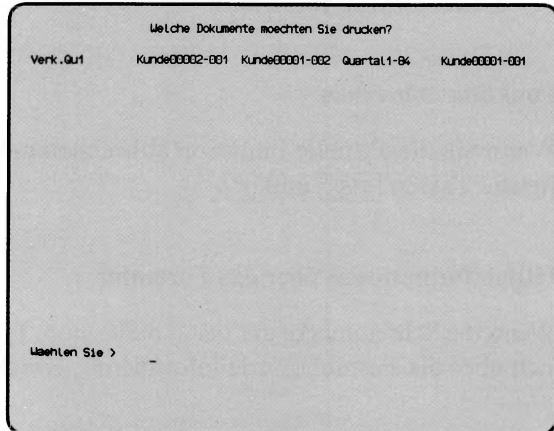 Welche Dokumente moechten Sie drucken?
Verk.Qu1 Kunde00002-001 Kunde00001-002 Quartal1-84 Kunde00001-001
Waehlen Sie > _